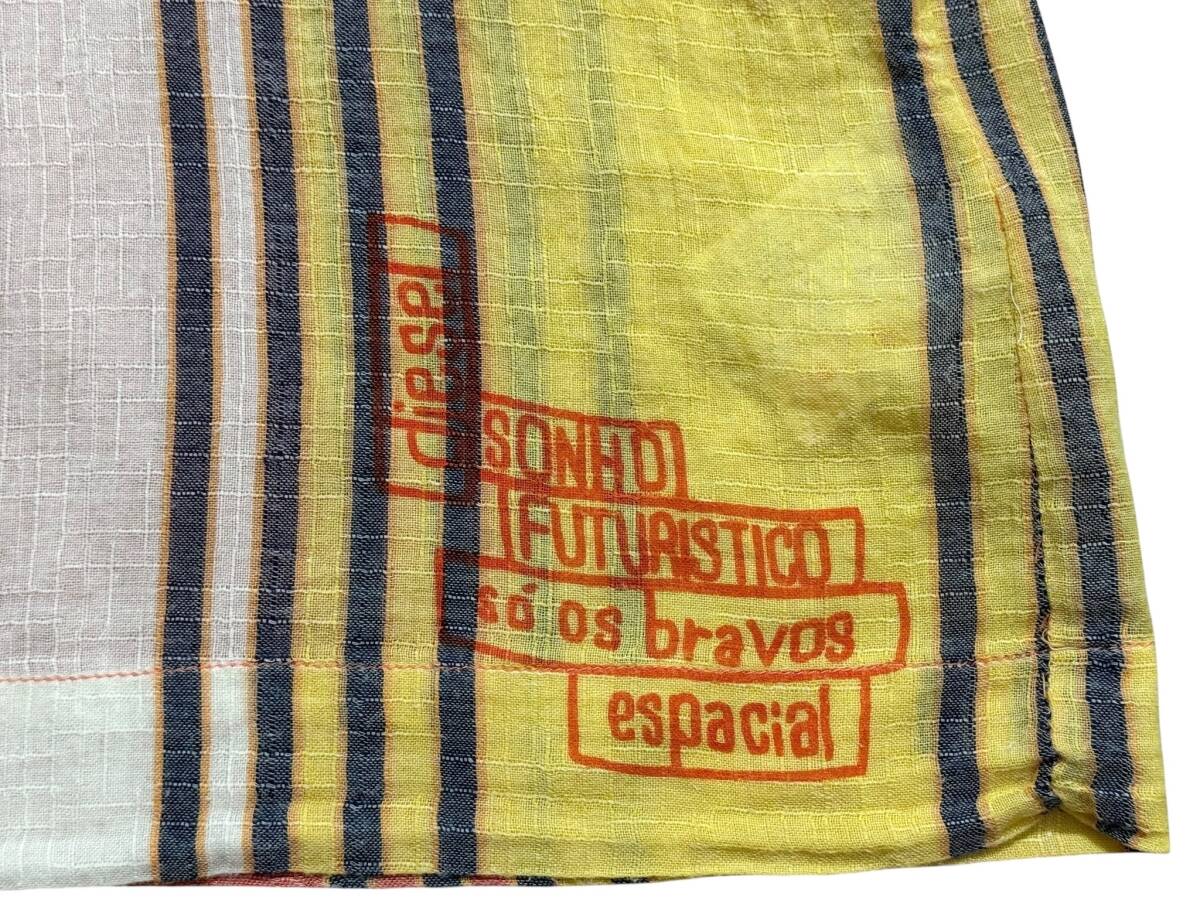 diesel
SONHO
FUTURISTICO
só os bravos
espacial